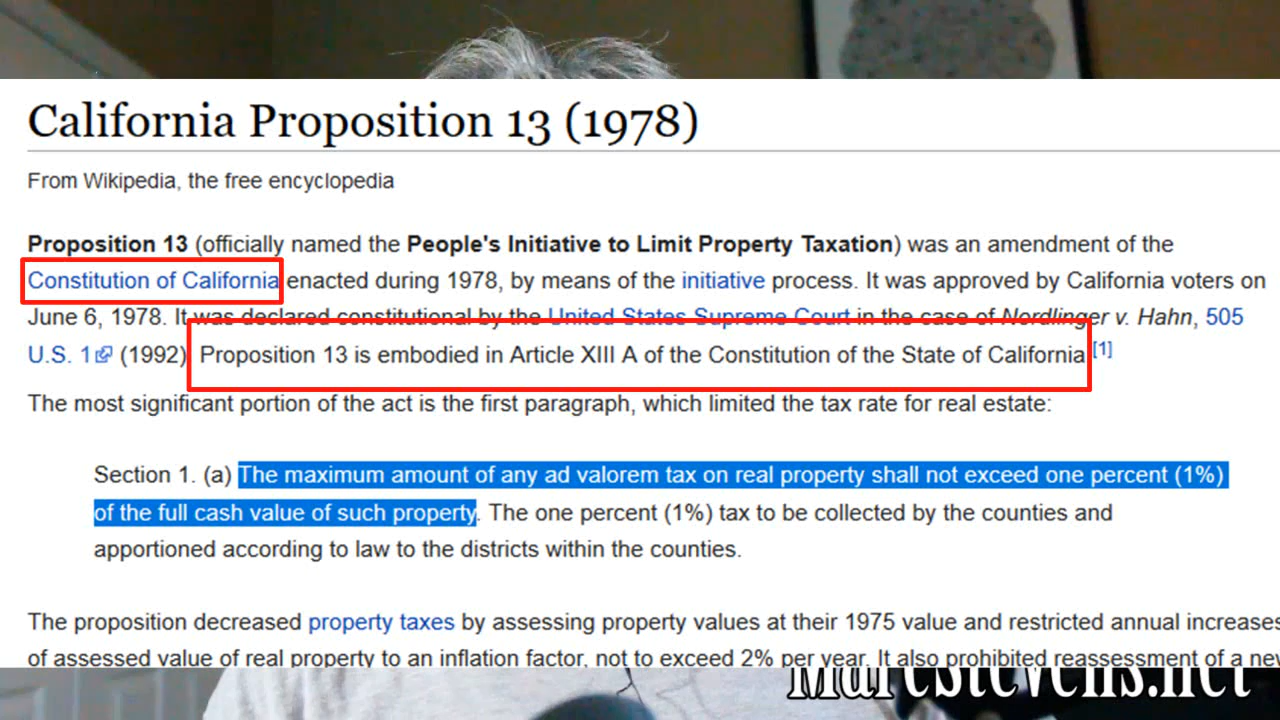 California Proposition 13 (1978)
From Wikipedia, the free encyclopedia
Proposition 13 (officially named the People's Initiative to Limit Property Taxation) was an amendment of the
Constitution of California enacted during 1978, by means of the initiative process. It was approved by California voters on
June 6, 1978. It was declared constitutional by the United States Supreme Court in the case of Nordlinger v. Hahn, 505
U.S. 1 (1992) Proposition 13 is embodied in Article XIII A of the Constitution of the State of California [1]
The most significant portion of the act is the first paragraph, which limited the tax rate for real estate:
Section 1. (a) The maximum amount of any ad valorem tax on real property shall not exceed one percent (1%)
of the full cash value of such property. The one percent (1%) tax to be collected by the counties and
apportioned according to law to the districts within the counties.
The proposition decreased property taxes by assessing property values at their 1975 value and restricted annual increases
of assessed value of real property to an inflation factor, not to exceed 2% per year. It also prohibited reassessment of a new
MarcStevens.net